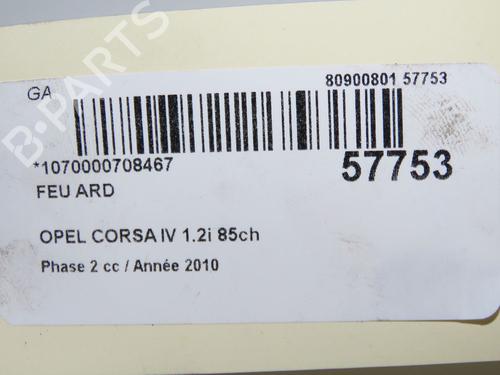 B-PARTS
GA
80900801 57753
*1070000708467
57753
FEU ARD
OPEL CORSA IV 1.2i 85ch
Phase 2 cc / Année 2010